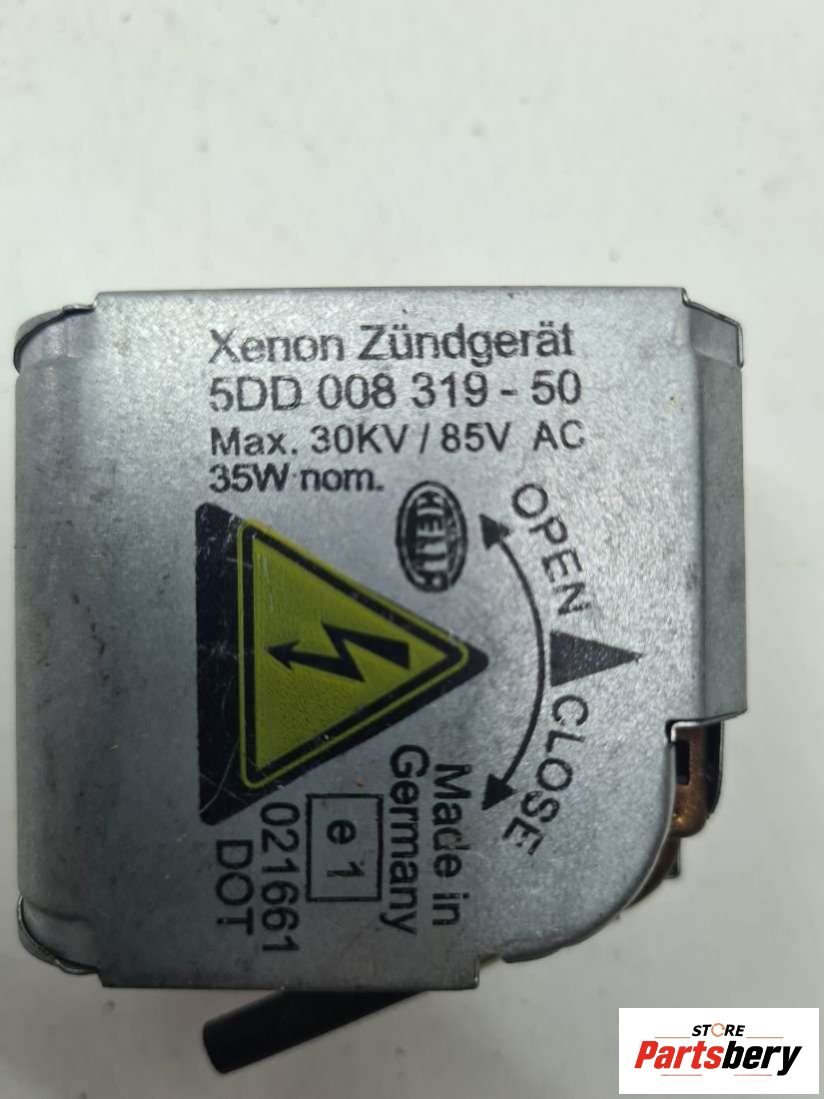 Xenon Zündgerät
5DD 008 319 - 50
Max. 30KV / 85V AC
35W nom.
HELLA
OPEN
CLOSE
Made in
Germany
e 1
021661
DOT
STORE
Partsbery